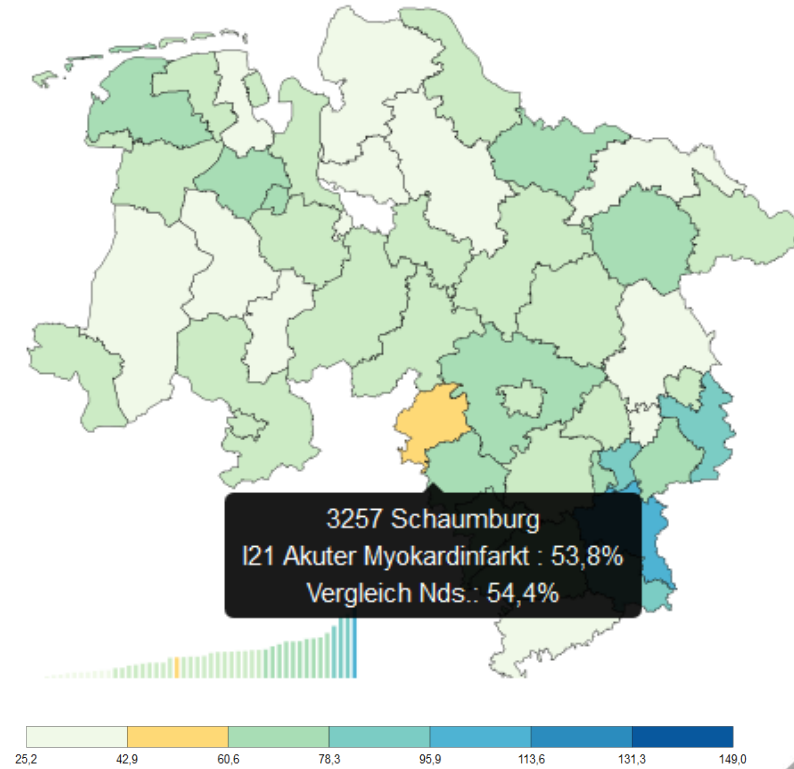 3257 Schaumburg
I21 Akuter Myokardinfarkt : 53,8%
Vergleich Nds.: 54,4%
25,2 42,9 60,6 78,3 95,9 113,6 131,3 149,0